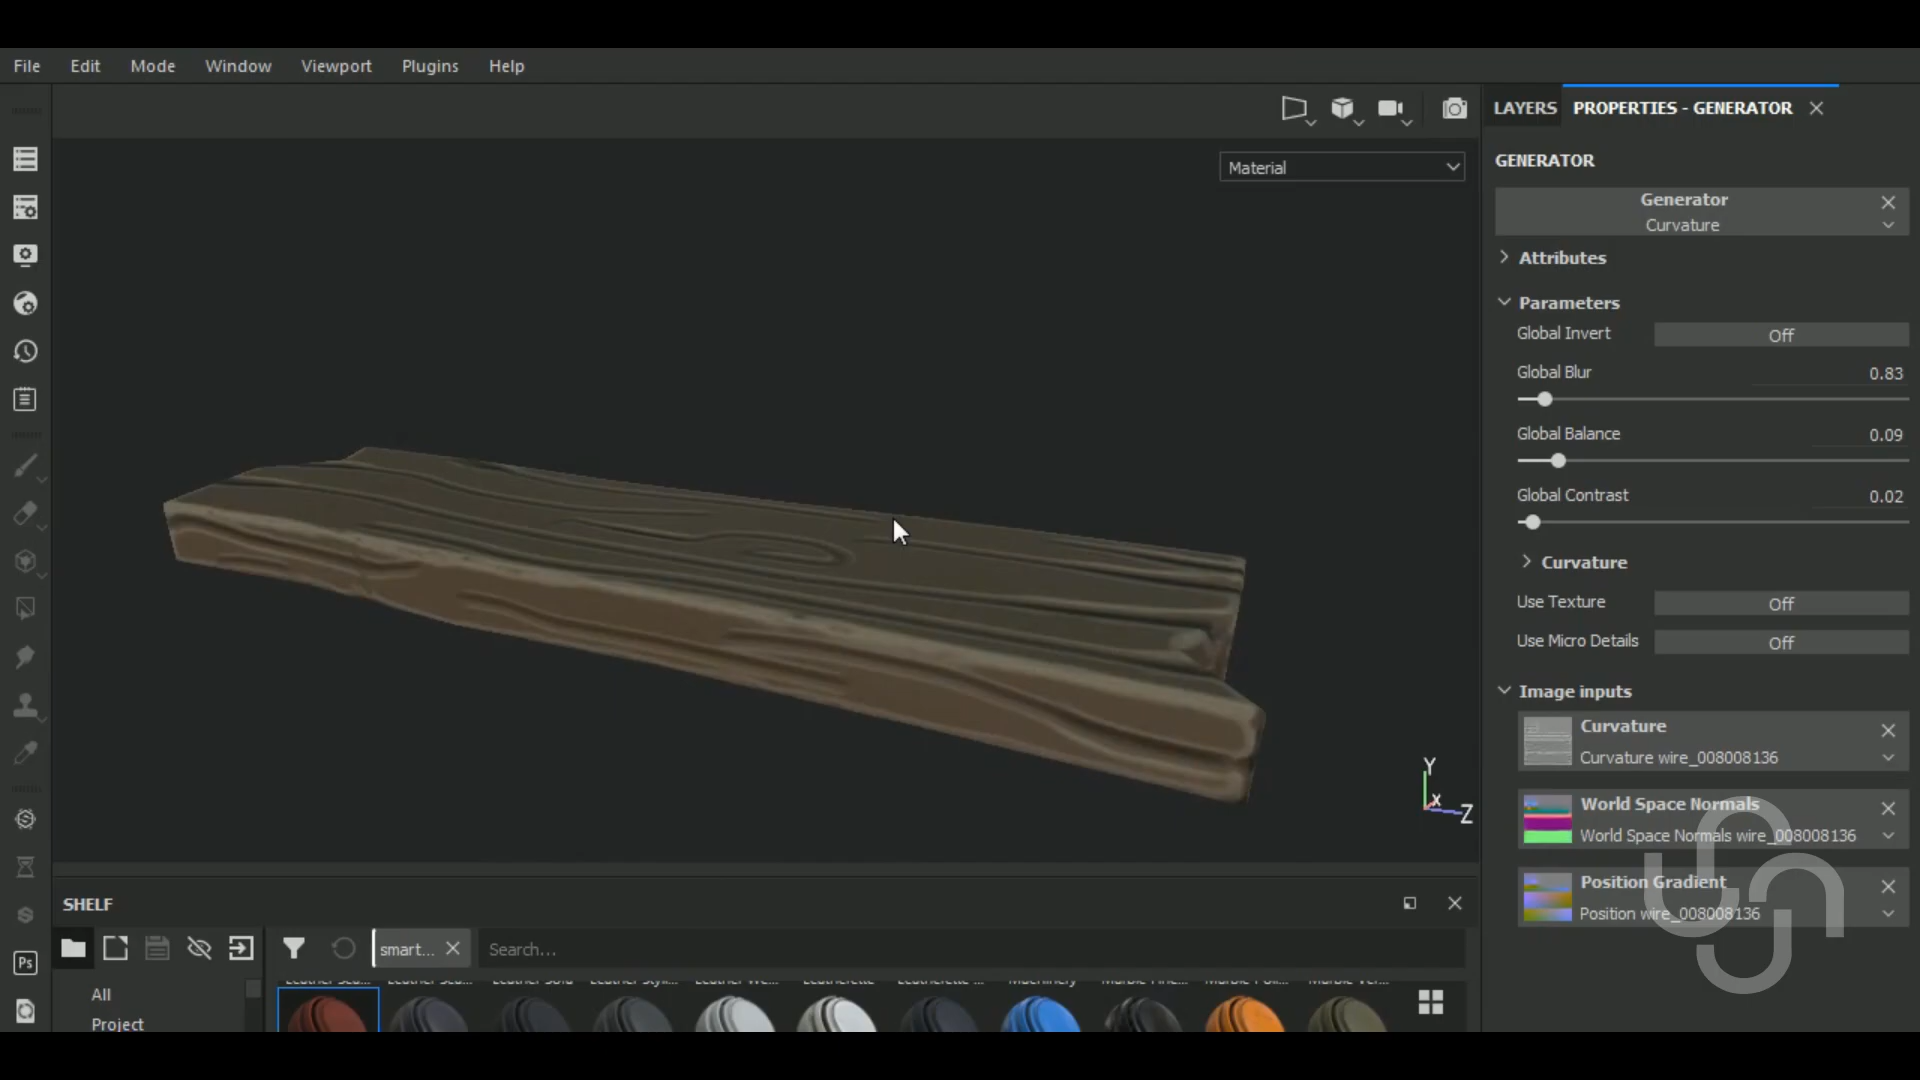 File Edit Mode Window Viewport Plugins Help
LAYERS PROPERTIES - GENERATOR
Material
GENERATOR
Generator
Curvature
Attributes
Parameters
Global Invert Off
Global Blur 0.83
Global Balance 0.09
Global Contrast 0.02
Curvature
Use Texture Off
Use Micro Details Off
Image inputs
Curvature
Curvature wire_008008136
World Space Normals
World Space Normals wire_008008136
Position Gradient
Position wire_008008136
Y
X
Z
SHELF
Ps
smart... Search...
All
Project